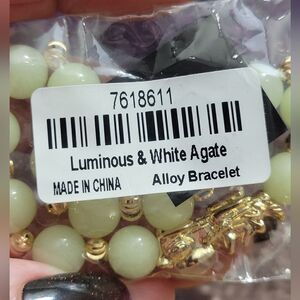 7618611
Luminous & White Agate
MADE IN CHINA Alloy Bracelet